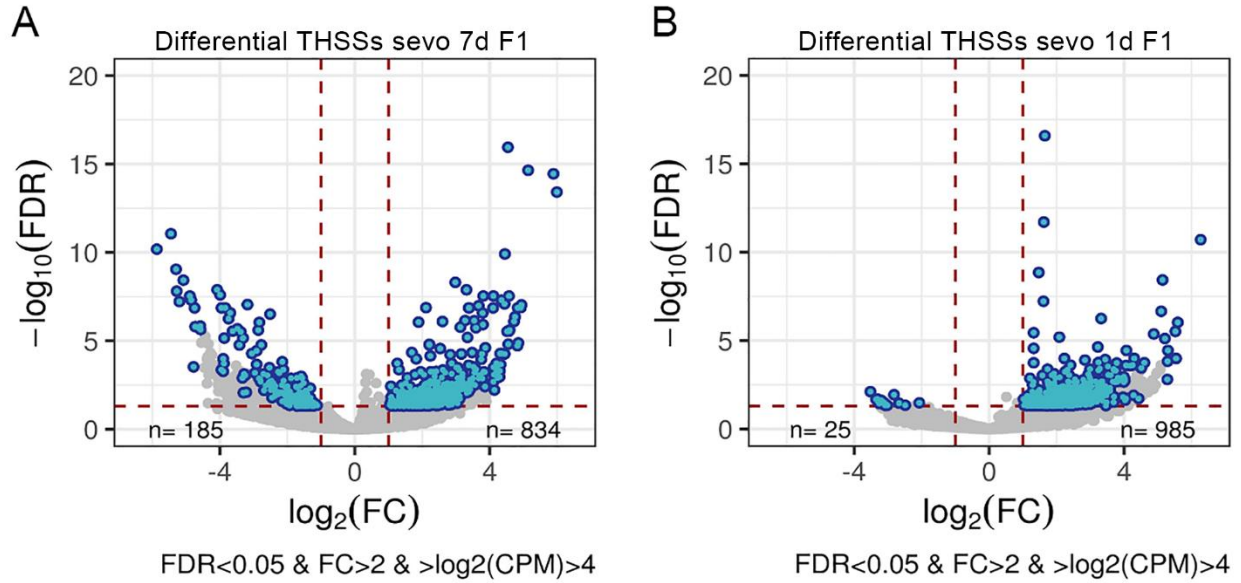 A
Differential THSSs sevo 7d F1
−log₁₀(FDR)
20
15
10
5
0
n= 185
n= 834
-4
0
4
log₂(FC)
FDR<0.05 & FC>2 & >log2(CPM)>4
B
Differential THSSs sevo 1d F1
−log₁₀(FDR)
20
15
10
5
0
n= 25
n= 985
-4
0
4
log₂(FC)
FDR<0.05 & FC>2 & >log2(CPM)>4